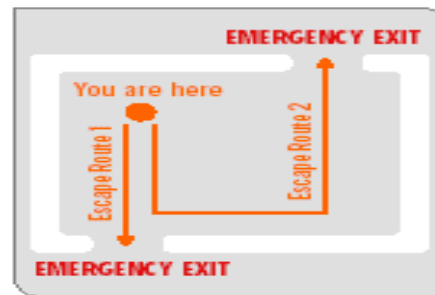 EMERGENCY EXIT
You are here
Escape Route 1
Escape Route 2
EMERGENCY EXIT